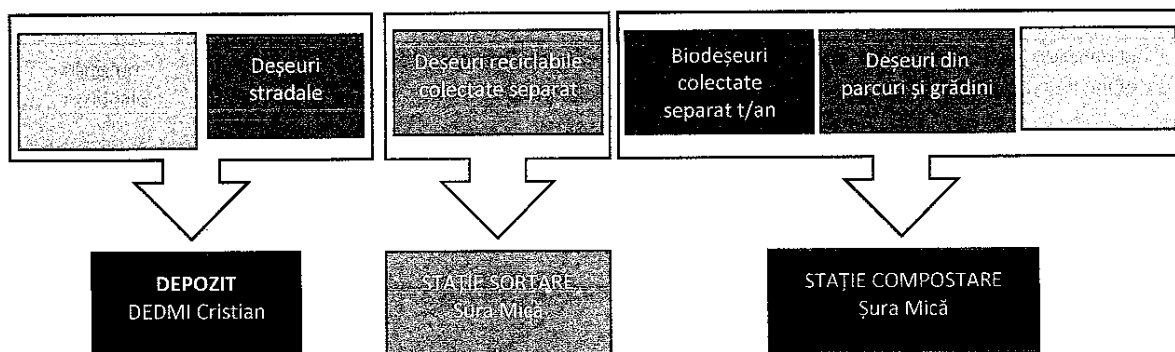 Deșeuri
stradale
Deșeuri reciclabile
colectate separat
Biodeșeuri
colectate
separat t/an
Deșeuri din
parcuri și grădini
DEPOZIT
DEDMI Cristian
STAȚIE SORTARE
Șura Mică
STAȚIE COMPOSTARE
Șura Mică